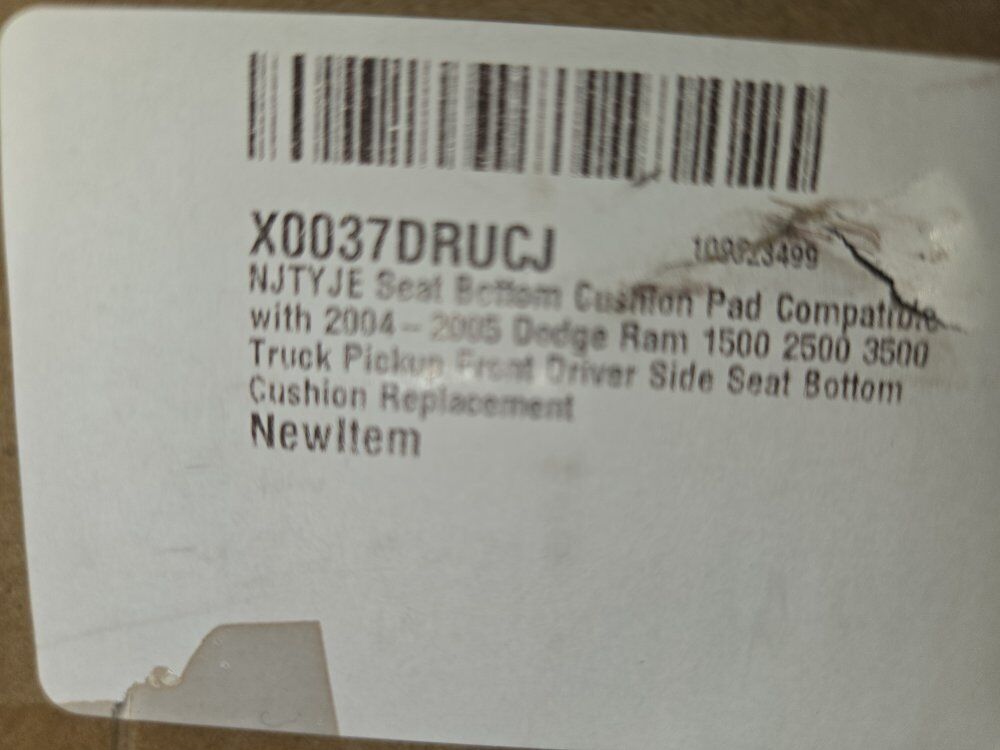 X0037DRUCJ
NJTYJE Seat Bottom Cushion Pad Compatible
with 2004-2005 Dodge Ram 1500 2500 3500
Truck Pickup Front Driver Side Seat Bottom
Cushion Replacement
NewItem